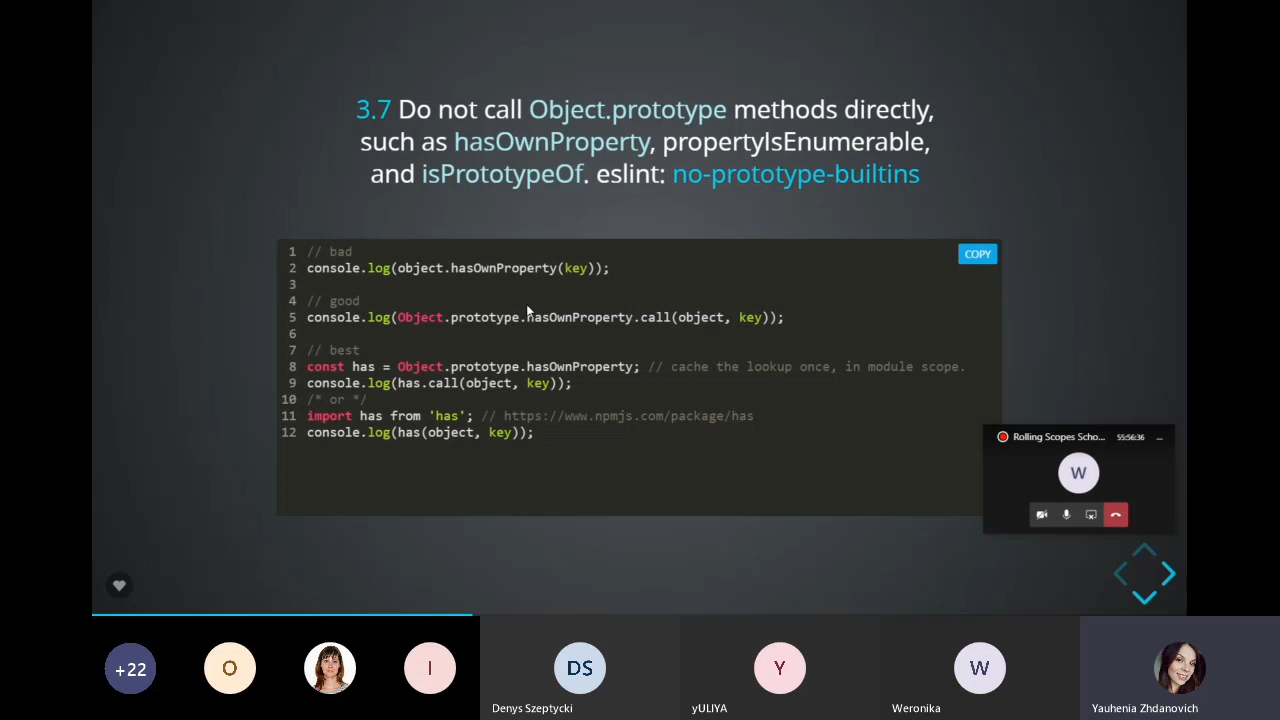 3.7 Do not call Object.prototype methods directly,
such as hasOwnProperty, propertyIsEnumerable,
and isPrototypeOf. eslint: no-prototype-builtins
COPY
1 // bad
2 console.log(object.hasOwnProperty(key));
3
4 // good
5 console.log(Object.prototype.hasOwnProperty.call(object, key));
6
7 // best
8 const has = Object.prototype.hasOwnProperty; // cache the lookup once, in module scope.
9 console.log(has.call(object, key));
10 /* or */
11 import has from 'has'; // https://www.npmjs.com/package/has
12 console.log(has(object, key));
Rolling Scopes Scho... 55:56:36
W
+22
O
I
DS
Y
W
Denys Szeptycki
yULIYA
Weronika
Yauhenia Zhdanovich